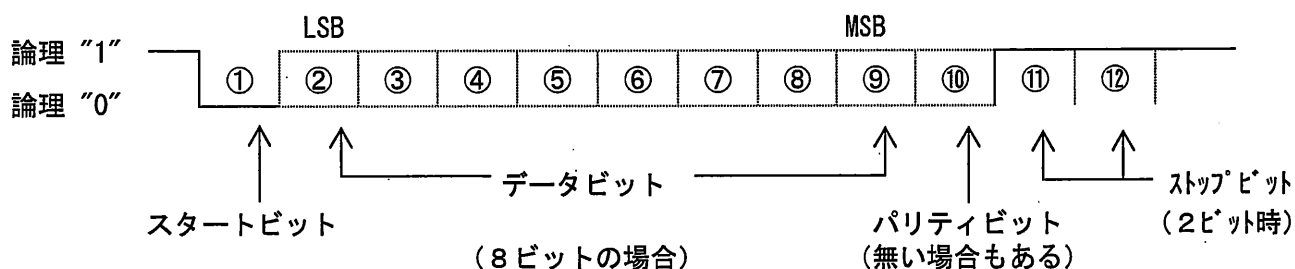 LSB MSB
論理 "1"
① ② ③ ④ ⑤ ⑥ ⑦ ⑧ ⑨ ⑩ ⑪ ⑫
論理 "0"
データビット ｽﾄｯﾌﾟﾋﾞｯﾄ
スタートビット パリティビット (2ﾋﾞｯﾄ時)
(8ビットの場合) (無い場合もある)